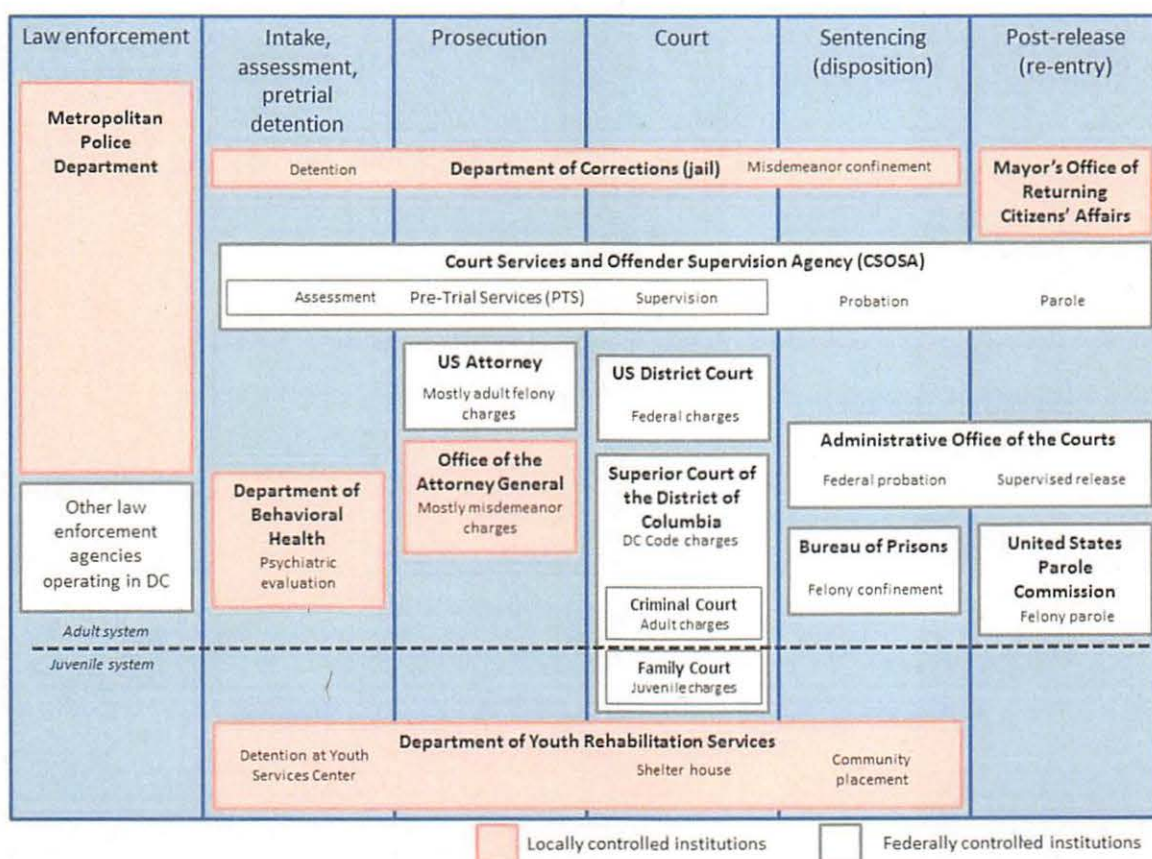 Law enforcement
Intake,
assessment,
pretrial
detention
Prosecution
Court
Sentencing
(disposition)
Post-release
(re-entry)
Metropolitan
Police
Department
Detention
Department of Corrections (jail)
Misdemeanor confinement
Mayor's Office of
Returning
Citizens' Affairs
Court Services and Offender Supervision Agency (CSOSA)
Assessment
Pre-Trial Services (PTS)
Supervision
Probation
Parole
US Attorney
Mostly adult felony
charges
US District Court
Federal charges
Office of the
Attorney General
Mostly misdemeanor
charges
Administrative Office of the Courts
Federal probation
Supervised release
Superior Court of
the District of
Columbia
DC Code charges
Department of
Behavioral
Health
Psychiatric
evaluation
Other law
enforcement
agencies
operating in DC
Bureau of Prisons
Felony confinement
United States
Parole
Commission
Felony parole
Criminal Court
Adult charges
Adult system
Juvenile system
Family Court
Juvenile charges
Department of Youth Rehabilitation Services
Detention at Youth
Services Center
Shelter house
Community
placement
Locally controlled institutions
Federally controlled institutions